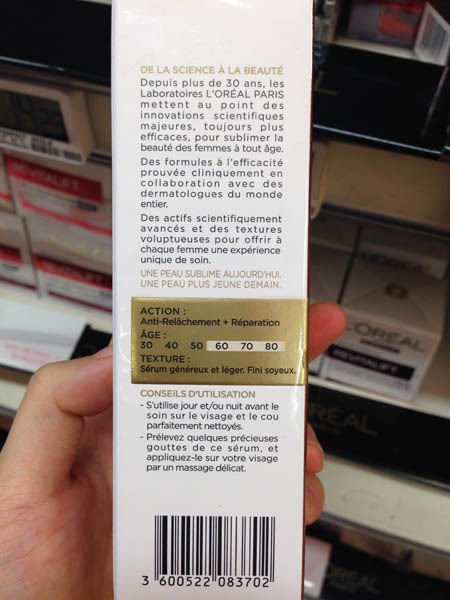 DE LA SCIENCE À LA BEAUTÉ
Depuis plus de 30 ans, les
Laboratoires L'ORÉAL PARIS
mettent au point des
innovations scientifiques
majeures, toujours plus
efficaces, pour sublimer la
beauté des femmes à tout âge.
Des formules à l'efficacité
prouvée cliniquement en
collaboration avec des
dermatologues du monde
entier.
Des actifs scientifiquement
avancés et des textures
voluptueuses pour offrir à
chaque femme une expérience
unique de soin.
UNE PEAU SUBLIME AUJOURD'HUI.
UNE PEAU PLUS JEUNE DEMAIN.
ACTION :
Anti-Relâchement + Réparation
ÂGE :
30 40 50 60 70 80
TEXTURE :
Sérum généreux et léger. Fini soyeux.
CONSEILS D'UTILISATION
- S'utilise jour et/ou nuit avant le
soin sur le visage et le cou
parfaitement nettoyés.
- Prélevez quelques précieuses
gouttes de ce sérum, et
appliquez-le sur votre visage
par un massage délicat.
3 600522 083702
REVITALIFT
L'ORÉAL
REVITALIFT